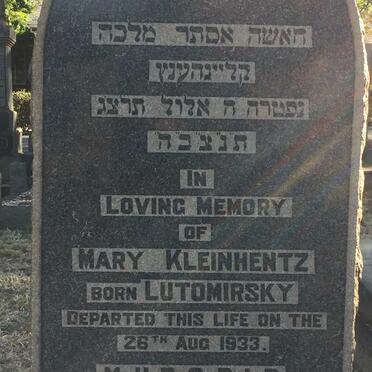 האשה אסתר מלכה
קליינהענץ
נפטרה ה אלול תרצג
ת נ צ ב ה
IN
LOVING MEMORY
OF
MARY KLEINHENTZ
BORN LUTOMIRSKY
DEPARTED THIS LIFE ON THE
26TH AUG 1933.